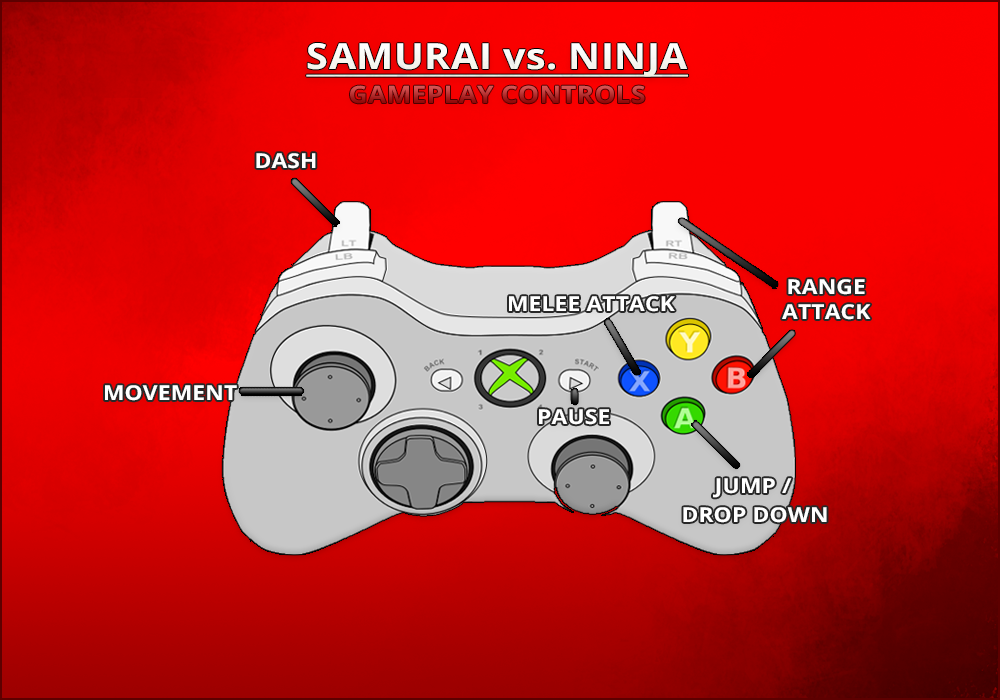 SAMURAI vs. NINJA
GAMEPLAY CONTROLS
DASH
LT
LB
RT
RB
RANGE
ATTACK
MELEE ATTACK
Y
X
B
A
1
2
3
BACK
START
MOVEMENT
PAUSE
JUMP /
DROP DOWN